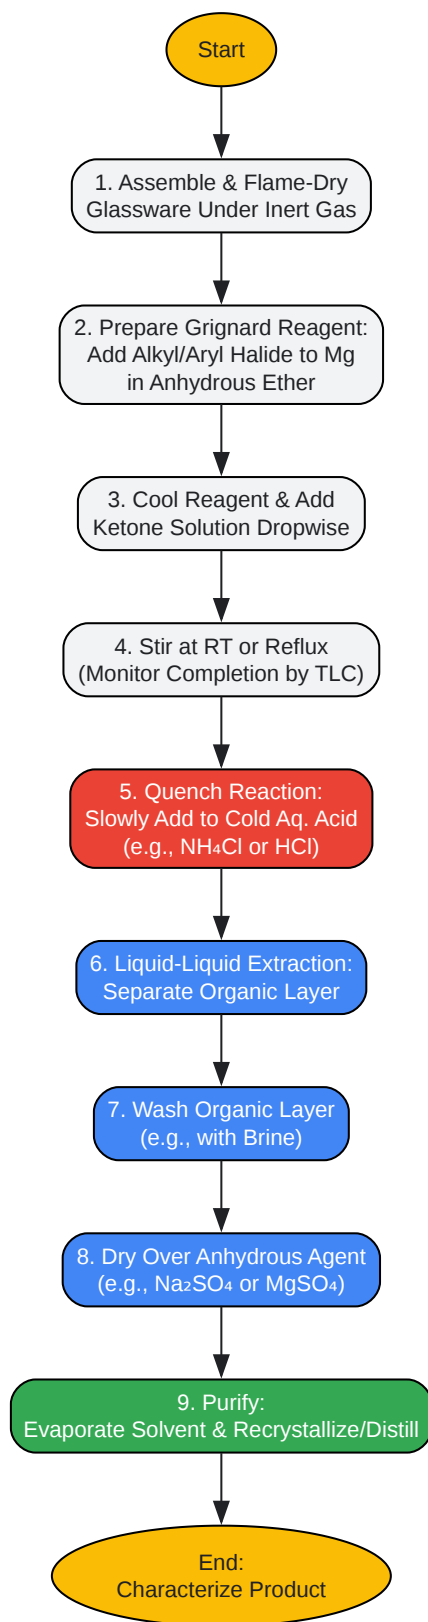 Start
1. Assemble & Flame-Dry
Glassware Under Inert Gas
2. Prepare Grignard Reagent:
Add Alkyl/Aryl Halide to Mg
in Anhydrous Ether
3. Cool Reagent & Add
Ketone Solution Dropwise
4. Stir at RT or Reflux
(Monitor Completion by TLC)
5. Quench Reaction:
Slowly Add to Cold Aq. Acid
(e.g., NH₄Cl or HCl)
6. Liquid-Liquid Extraction:
Separate Organic Layer
7. Wash Organic Layer
(e.g., with Brine)
8. Dry Over Anhydrous Agent
(e.g., Na₂SO₄ or MgSO₄)
9. Purify:
Evaporate Solvent & Recrystallize/Distill
End:
Characterize Product